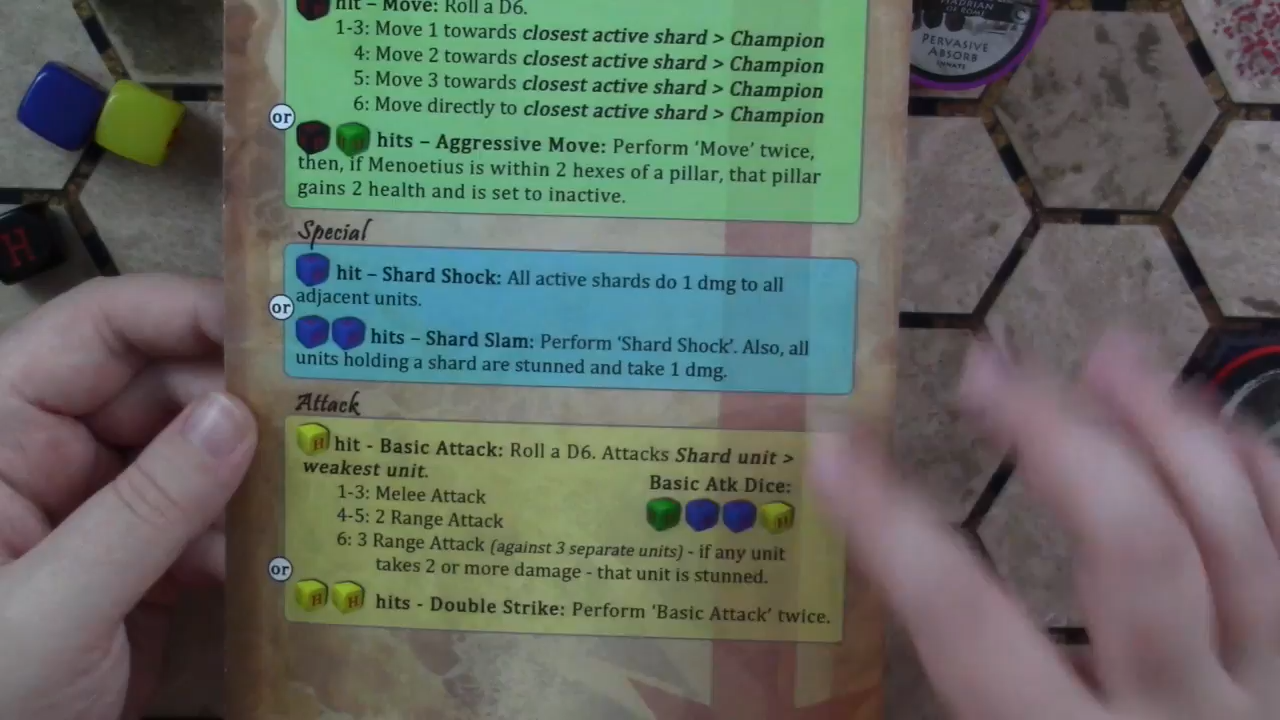 hit – Move: Roll a D6.
1-3: Move 1 towards closest active shard > Champion
4: Move 2 towards closest active shard > Champion
5: Move 3 towards closest active shard > Champion
6: Move directly to closest active shard > Champion
or
hits – Aggressive Move: Perform 'Move' twice,
then, if Menoetius is within 2 hexes of a pillar, that pillar
gains 2 health and is set to inactive.
Special
hit – Shard Shock: All active shards do 1 dmg to all
adjacent units.
or
hits – Shard Slam: Perform 'Shard Shock'. Also, all
units holding a shard are stunned and take 1 dmg.
Attack
H hit - Basic Attack: Roll a D6. Attacks Shard unit >
weakest unit.
Basic Atk Dice:
1-3: Melee Attack
4-5: 2 Range Attack
H
6: 3 Range Attack (against 3 separate units) - if any unit
takes 2 or more damage - that unit is stunned.
or
H H hits - Double Strike: Perform 'Basic Attack' twice.
H
HADRIAN
OF ROME
PERVASIVE
ABSORB
INNATE